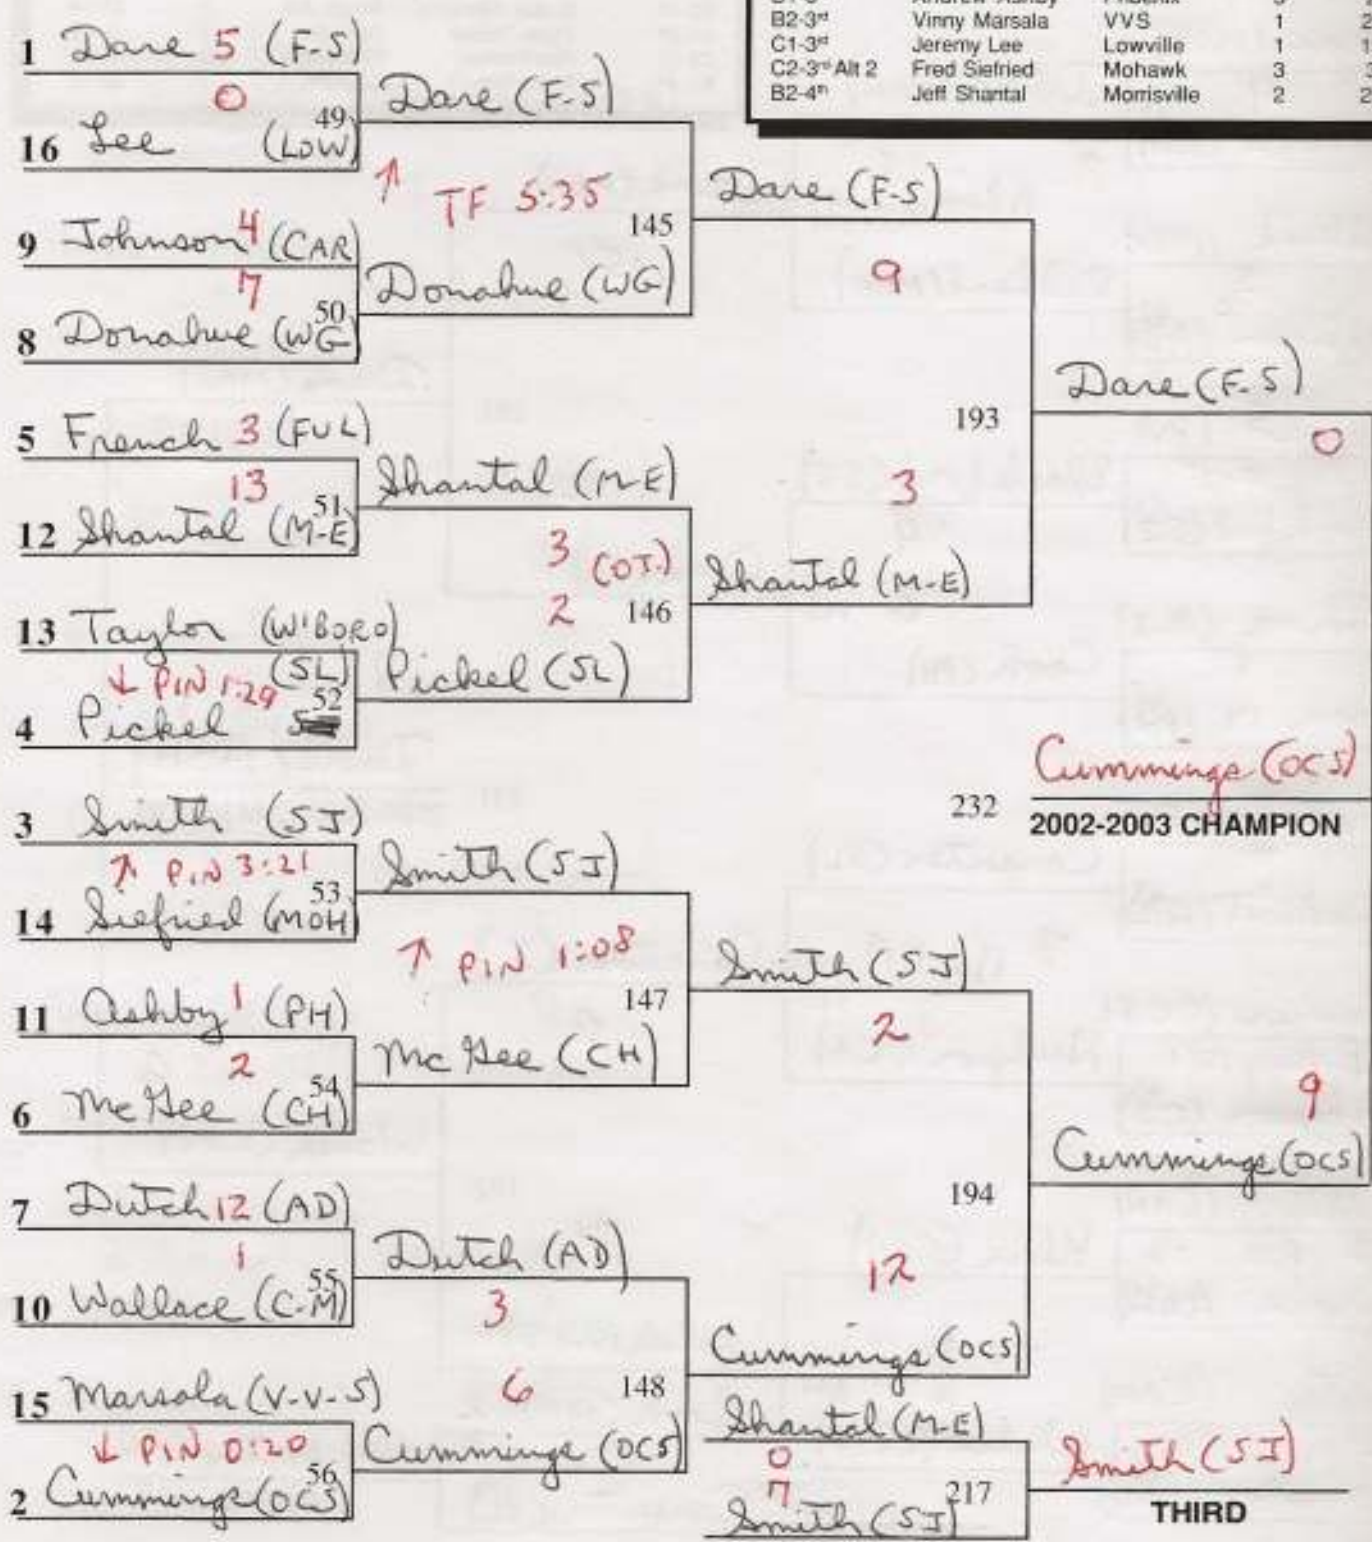 B2-3rd Vinny Marsala VVS 1
C1-3rd Jeremy Lee Lowville 1 1
C2-3rd Alt 2 Fred Siefried Mohawk 3
B2-4th Jeff Shantal Morrisville 2 2
1 Dare 5 (F-S)
0
49
16 Lee (LOW)
Dare (F-S)
↑ TF 5:35
145
9 Johnson 4 (CAR
7
50
8 Donahue (WG)
Donahue (WG)
Dare (F-S)
9
193
3
5 French 3 (FUL)
13
51
12 Shantal (M-E)
Shantal (M-E)
3 (OT.)
2 146
13 Taylor (W'BORO)
(SL)
↓ PIN 1:29
52
4 Pickel
Pickel (SL)
Shantal (M-E)
Dare (F-S)
0
232
Cummings (OCS)
2002-2003 CHAMPION
3 Smith (SJ)
↑ PIN 3:21
53
14 Siefried (MOH)
Smith (SJ)
↑ PIN 1:08
147
11 Ashby 1 (PH)
2
54
6 McGee (CH)
McGee (CH)
Smith (SJ)
2
194
12
7 Dutch 12 (AD)
1
55
10 Wallace (C-M)
Dutch (AD)
3
6 148
15 Marsala (V-V-S)
↓ PIN 0:20
56
2 Cummings (OCS)
Cummings (OCS)
Cummings (OCS)
9
Cummings (OCS)
Shantal (M-E)
0
7
217
Smith (SJ)
Smith (SJ)
THIRD